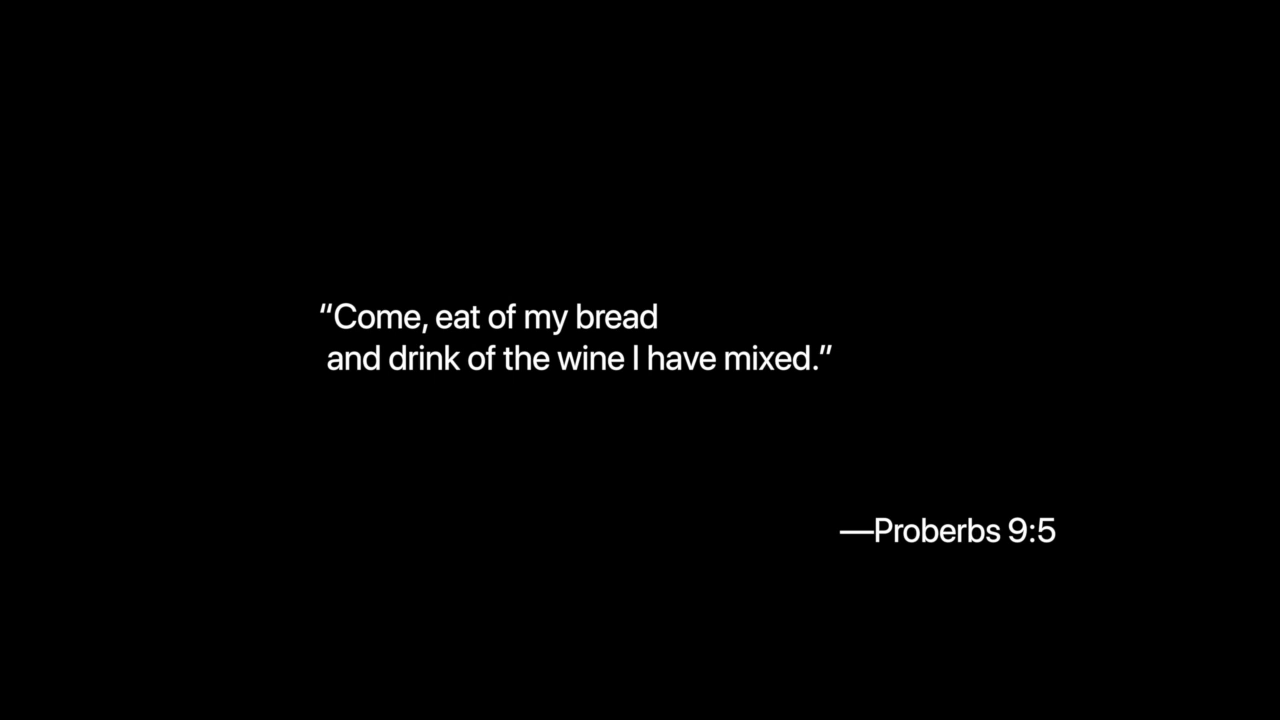 “Come, eat of my bread
and drink of the wine I have mixed.”
—Proberbs 9:5